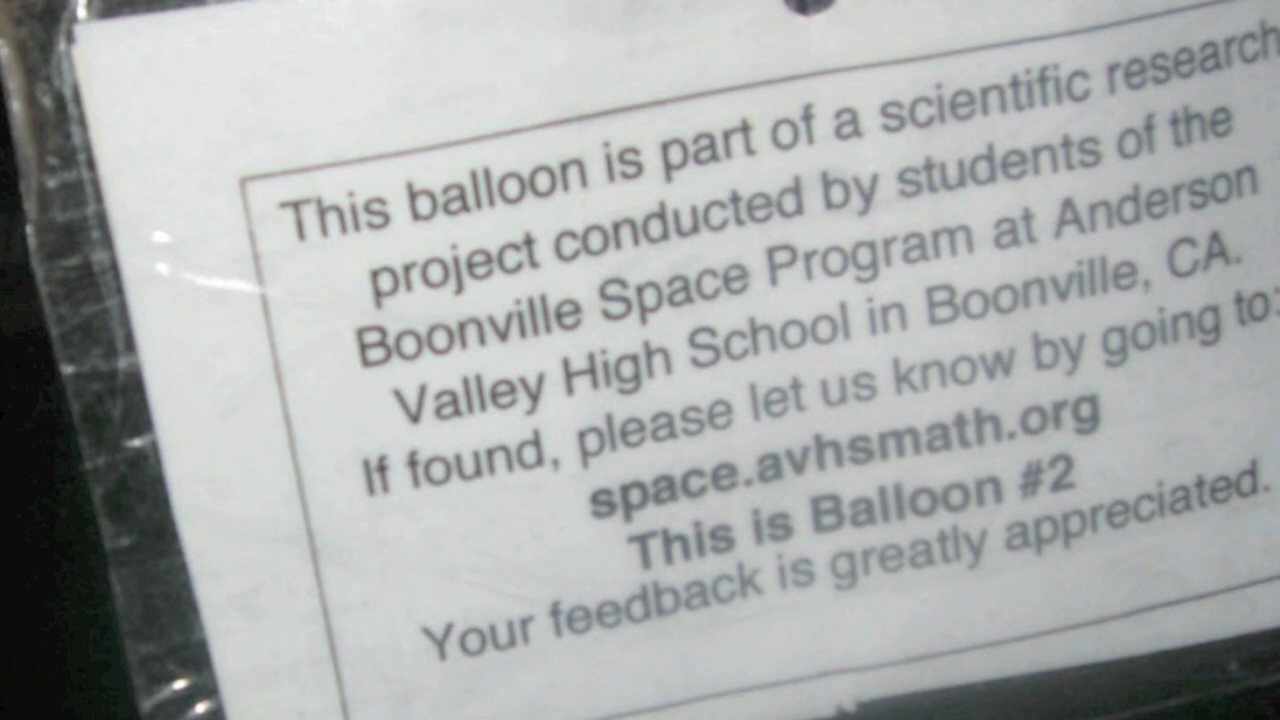 This balloon is part of a scientific research
project conducted by students of the
Boonville Space Program at Anderson
Valley High School in Boonville, CA.
If found, please let us know by going to:
space.avhsmath.org
This is Balloon #2
Your feedback is greatly appreciated.